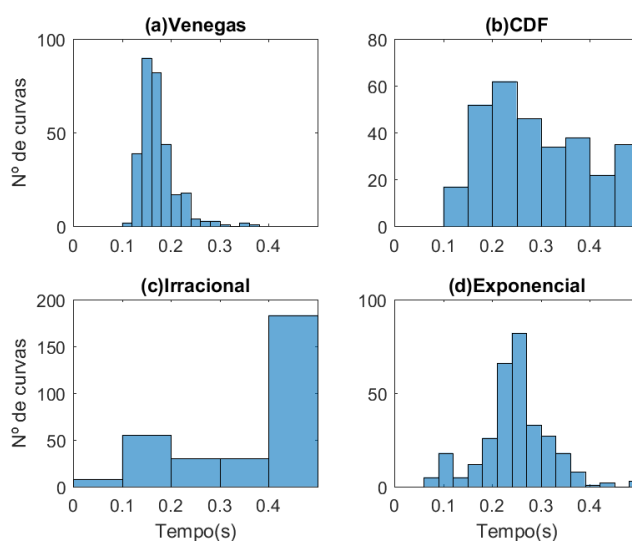 (a)Venegas
100
50
0
Nº de curvas
0 0.1 0.2 0.3 0.4
(b)CDF
80
60
40
20
0
0 0.1 0.2 0.3 0.4
(c)Irracional
200
150
100
50
0
Nº de curvas
0 0.1 0.2 0.3 0.4
Tempo(s)
(d)Exponencial
100
50
0
0 0.1 0.2 0.3 0.4
Tempo(s)